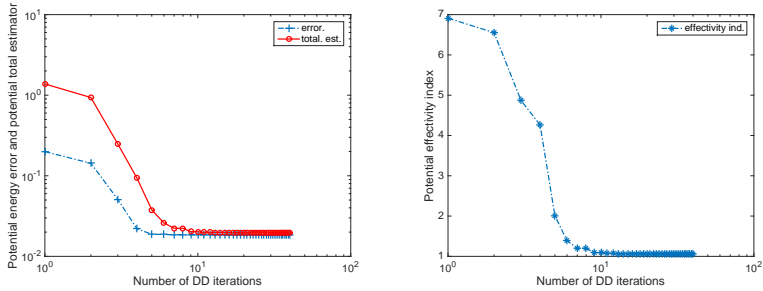 Potential energy error and potential total estimator
10^1
10^0
10^-1
10^-2
10^0
10^1
10^2
Number of DD iterations
error.
total. est.
Potential effectivity index
7
6
5
4
3
2
1
10^0
10^1
10^2
Number of DD iterations
effectivity ind.